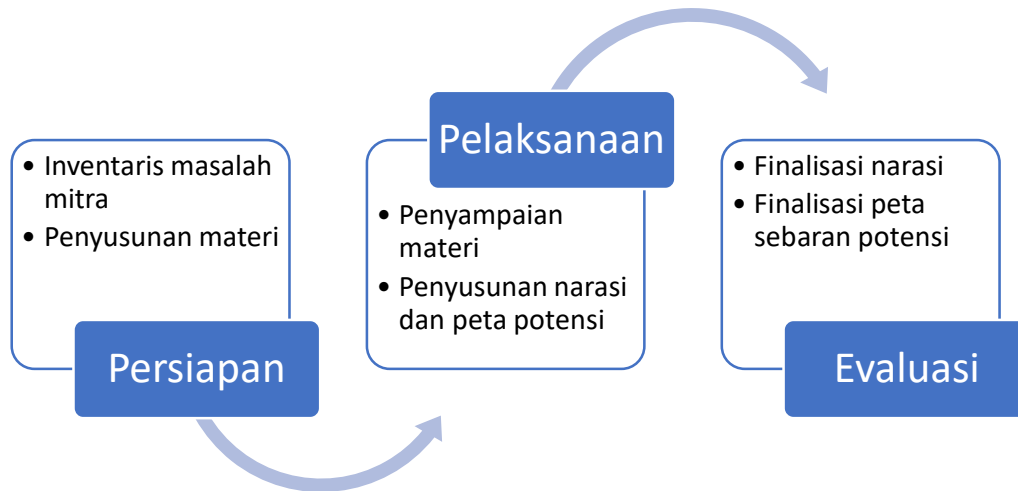 • Inventaris masalah
mitra
• Penyusunan materi
Persiapan
Pelaksanaan
• Penyampaian
materi
• Penyusunan narasi
dan peta potensi
• Finalisasi narasi
• Finalisasi peta
sebaran potensi
Evaluasi